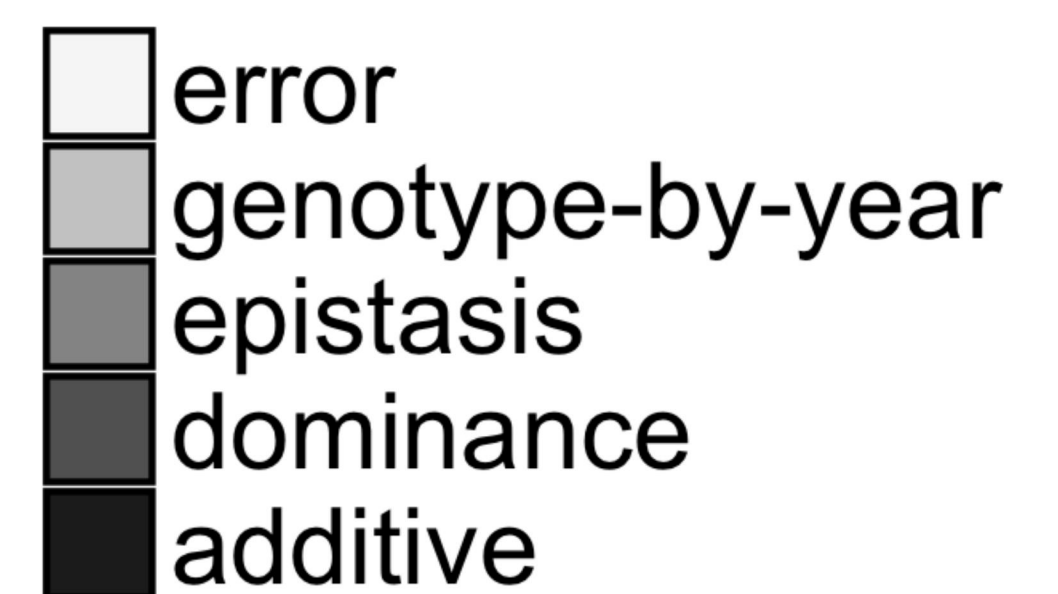 error
genotype-by-year
epistasis
dominance
additive